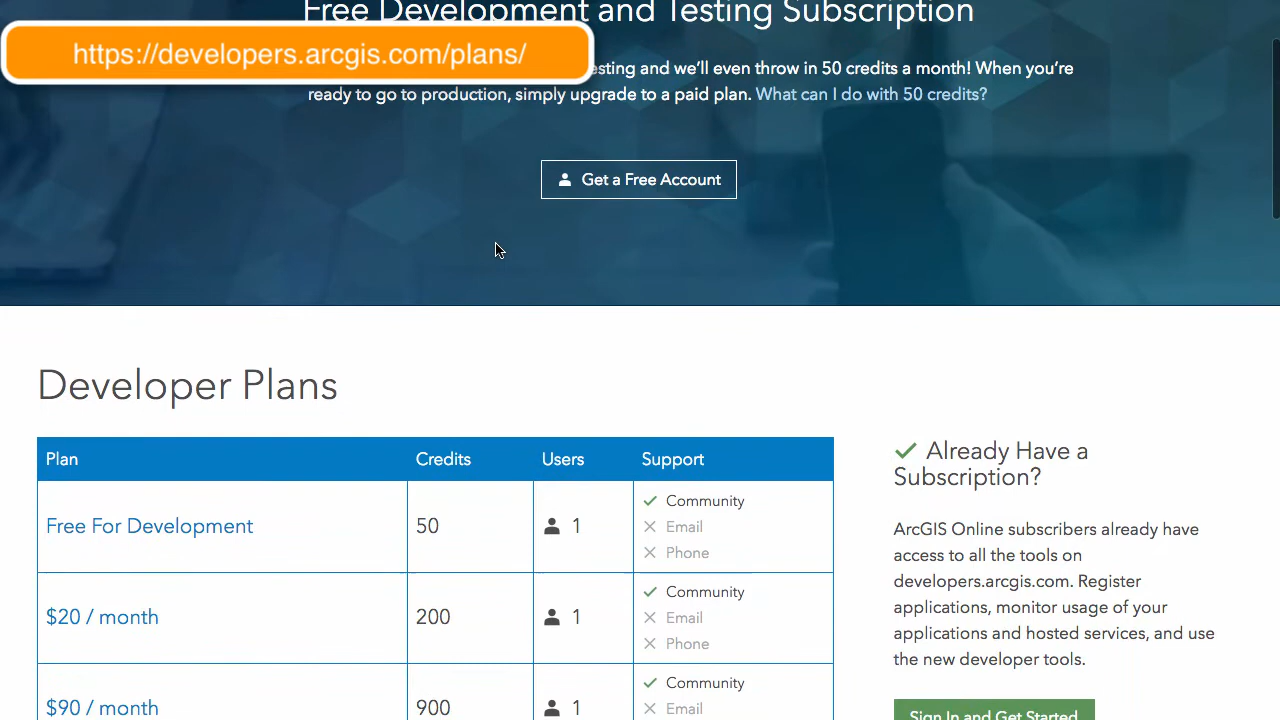 Free Development and Testing Subscription
https://developers.arcgis.com/plans/
esting and we'll even throw in 50 credits a month! When you're
ready to go to production, simply upgrade to a paid plan. What can I do with 50 credits?
Get a Free Account
Developer Plans
Plan Credits Users Support
Free For Development 50 1
Community
Email
Phone
$20 / month 200 1
Community
Email
Phone
$90 / month 900 1
Community
Email
Already Have a
Subscription?
ArcGIS Online subscribers already have
access to all the tools on
developers.arcgis.com. Register
applications, monitor usage of your
applications and hosted services, and use
the new developer tools.
Sign In and Get Started